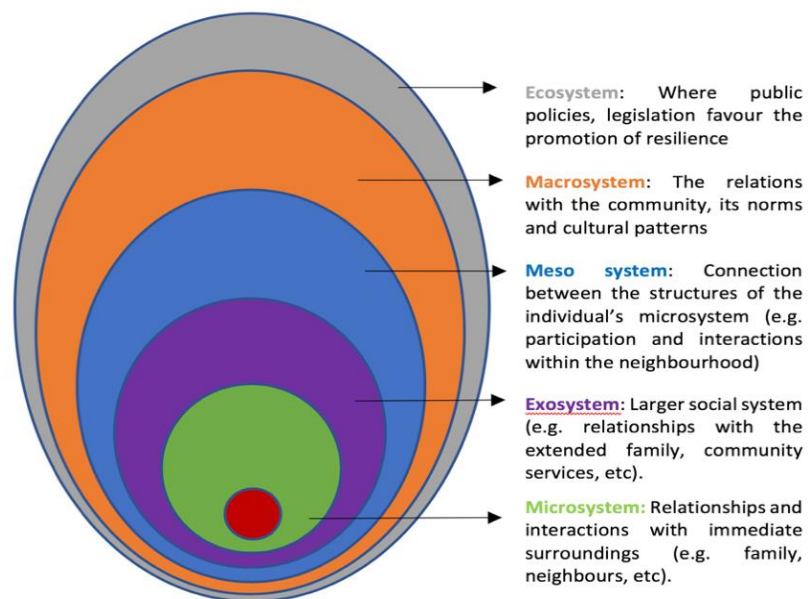 Ecosystem: Where public
policies, legislation favour the
promotion of resilience
Macrosystem: The relations
with the community, its norms
and cultural patterns
Meso system: Connection
between the structures of the
individual’s microsystem (e.g.
participation and interactions
within the neighbourhood)
Exosystem: Larger social system
(e.g. relationships with the
extended family, community
services, etc).
Microsystem: Relationships and
interactions with immediate
surroundings (e.g. family,
neighbours, etc).